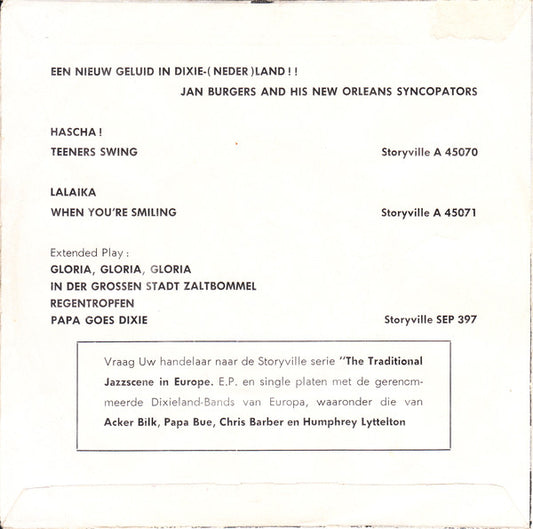 EEN NIEUW GELUID IN DIXIE-(NEDER)LAND!!
JAN BURGERS AND HIS NEW ORLEANS SYNCOPATORS
HASCHA!
TEENERS SWING Storyville A 45070
LALAIKA
WHEN YOU'RE SMILING Storyville A 45071
Extended Play:
GLORIA, GLORIA, GLORIA
IN DER GROSSEN STADT ZALTBOMMEL
REGENTROPFEN
PAPA GOES DIXIE Storyville SEP 397
Vraag Uw handelaar naar de Storyville serie "The Traditional
Jazzscene in Europe. E.P. en single platen met de gerenom-
meerde Dixieland-Bands van Europa, waaronder die van
Acker Bilk, Papa Bue, Chris Barber en Humphrey Lyttelton